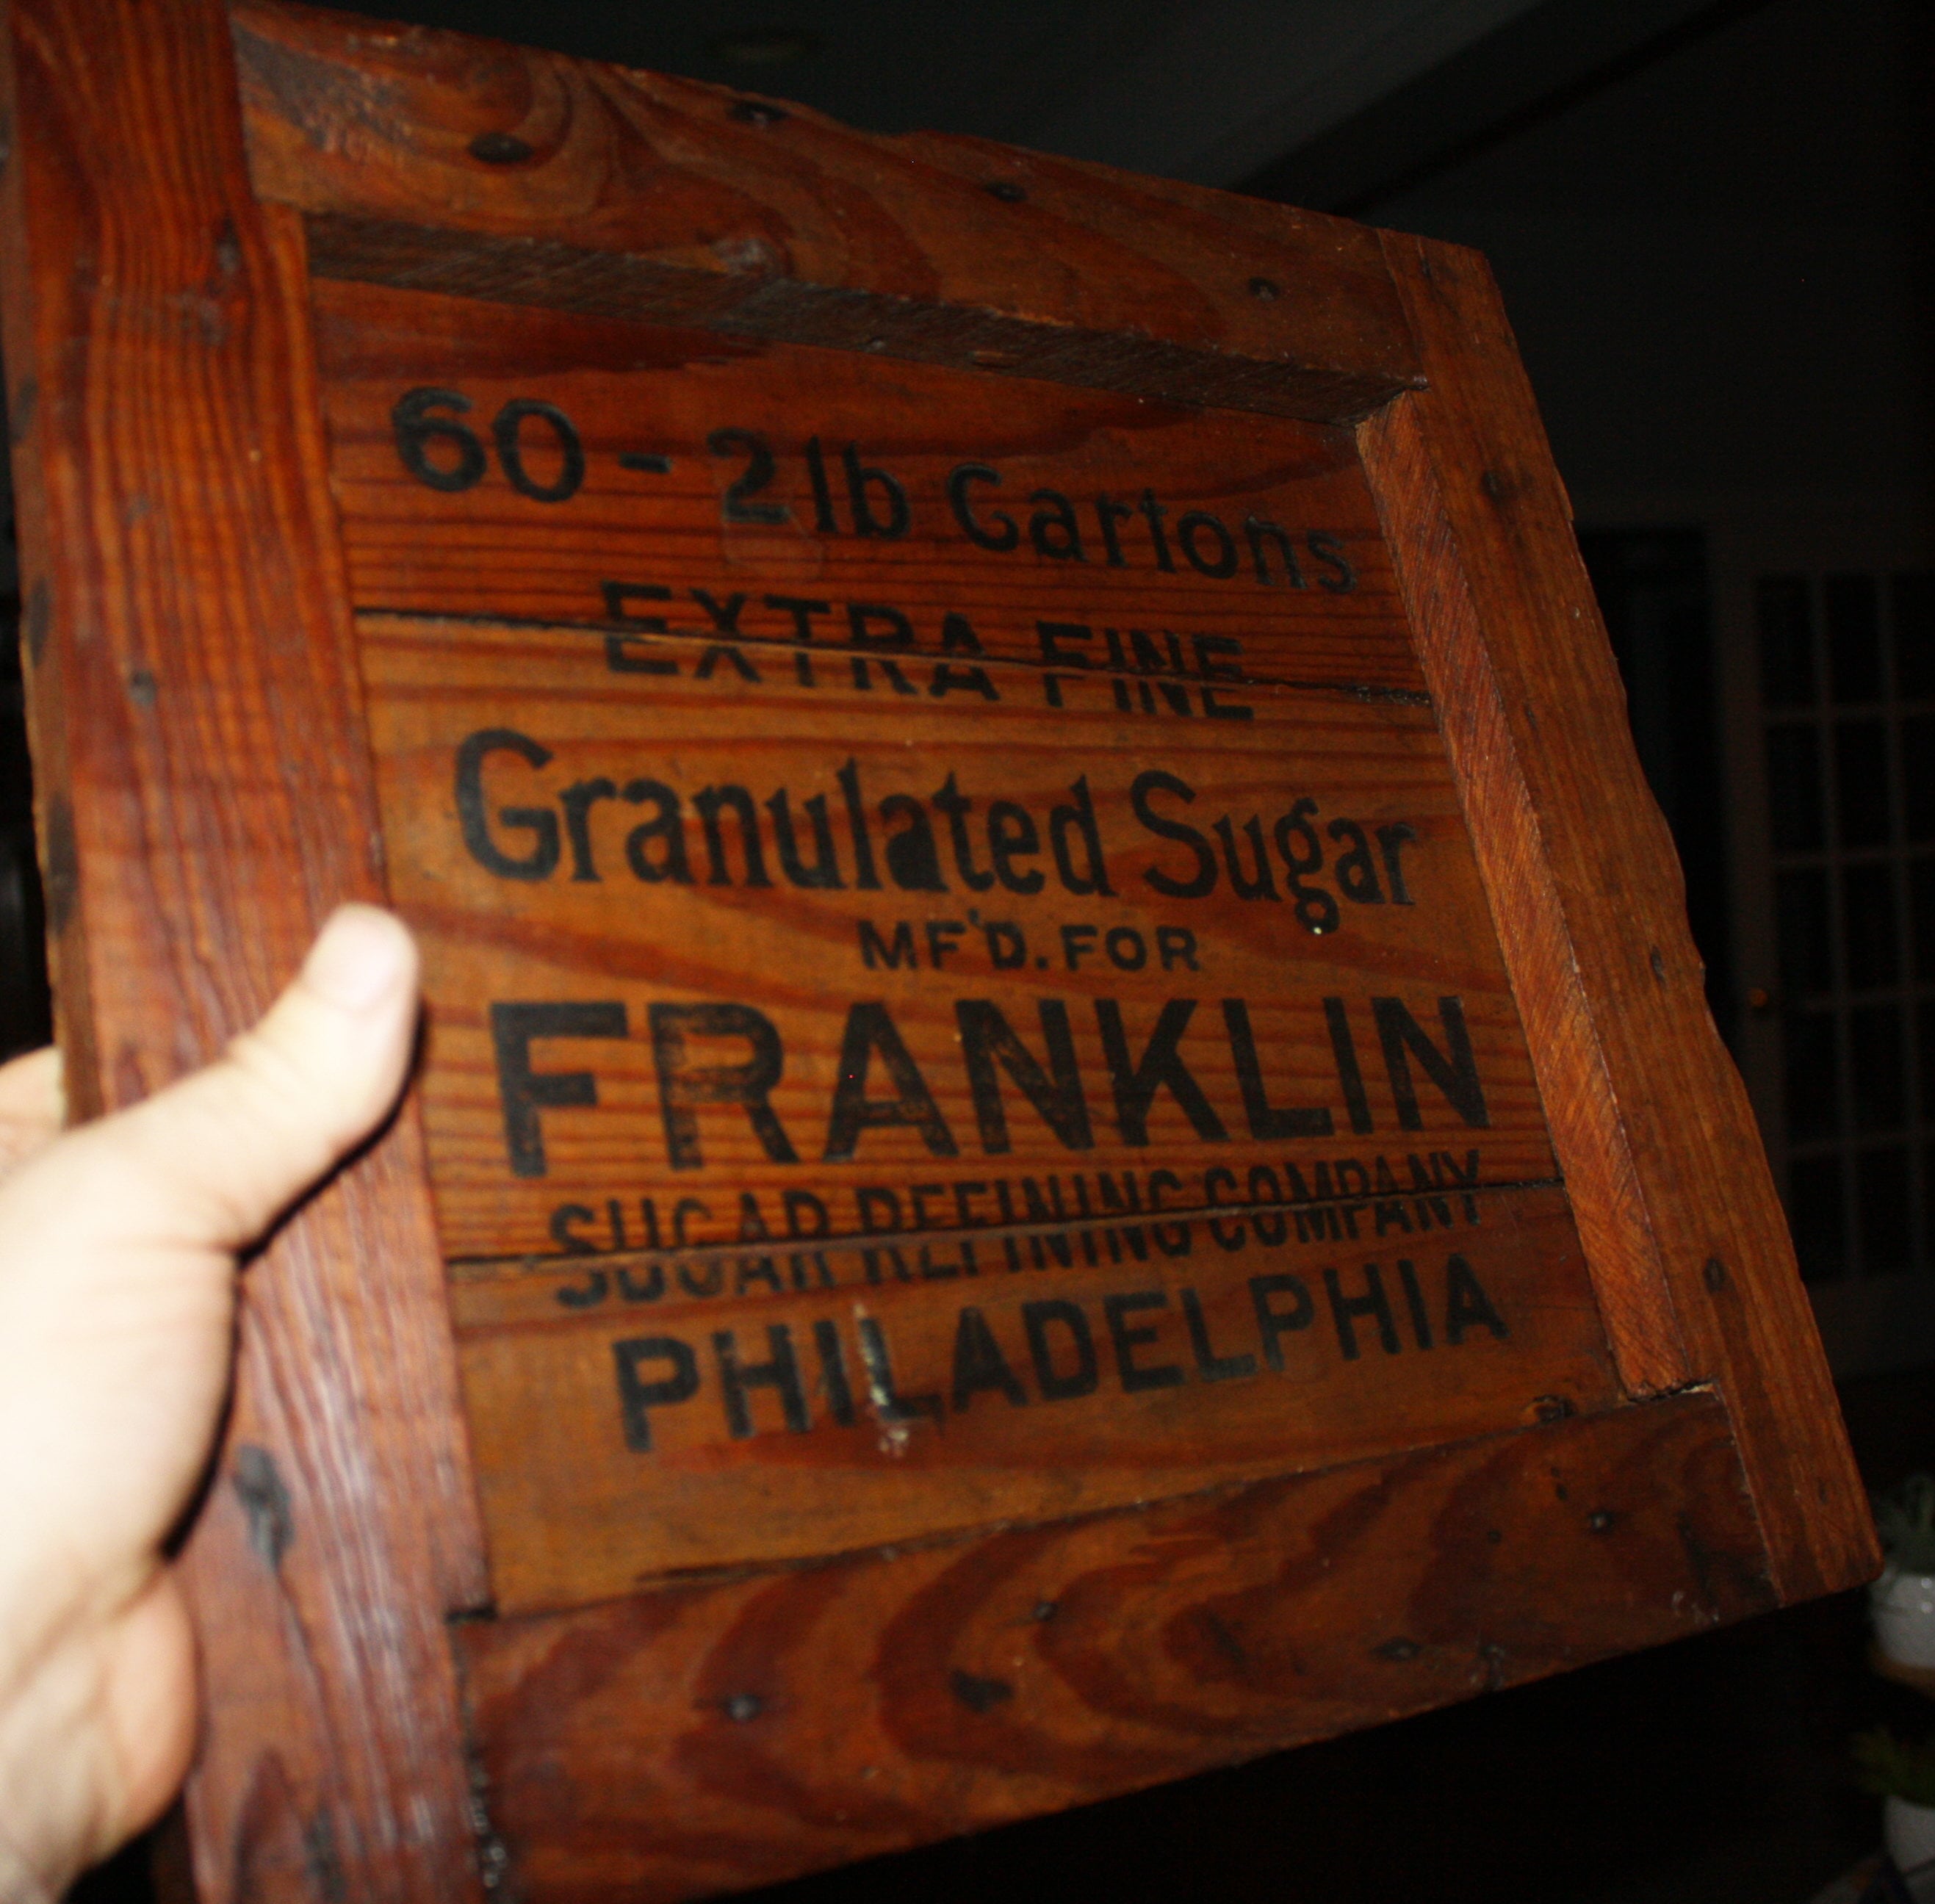 60 - 2lb Cartons
EXTRA FINE
Granulated Sugar
MF'D. FOR
FRANKLIN
SUGAR REFINING COMPANY
PHILADELPHIA